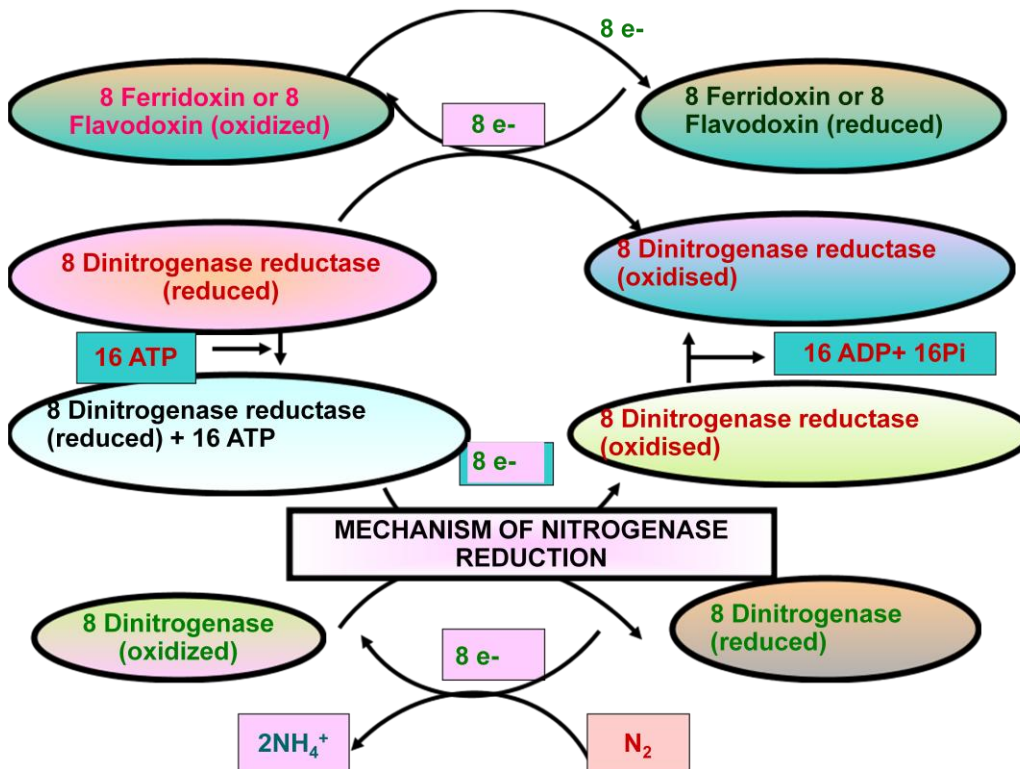 8 e-
8 Ferridoxin or 8
Flavodoxin (oxidized)
8 Ferridoxin or 8
Flavodoxin (reduced)
8 e-
8 Dinitrogenase reductase
(reduced)
8 Dinitrogenase reductase
(oxidised)
16 ATP
16 ADP+ 16Pi
8 Dinitrogenase reductase
(reduced) + 16 ATP
8 Dinitrogenase reductase
(oxidised)
8 e-
MECHANISM OF NITROGENASE
REDUCTION
8 Dinitrogenase
(oxidized)
8 Dinitrogenase
(reduced)
8 e-
2NH₄⁺
N₂